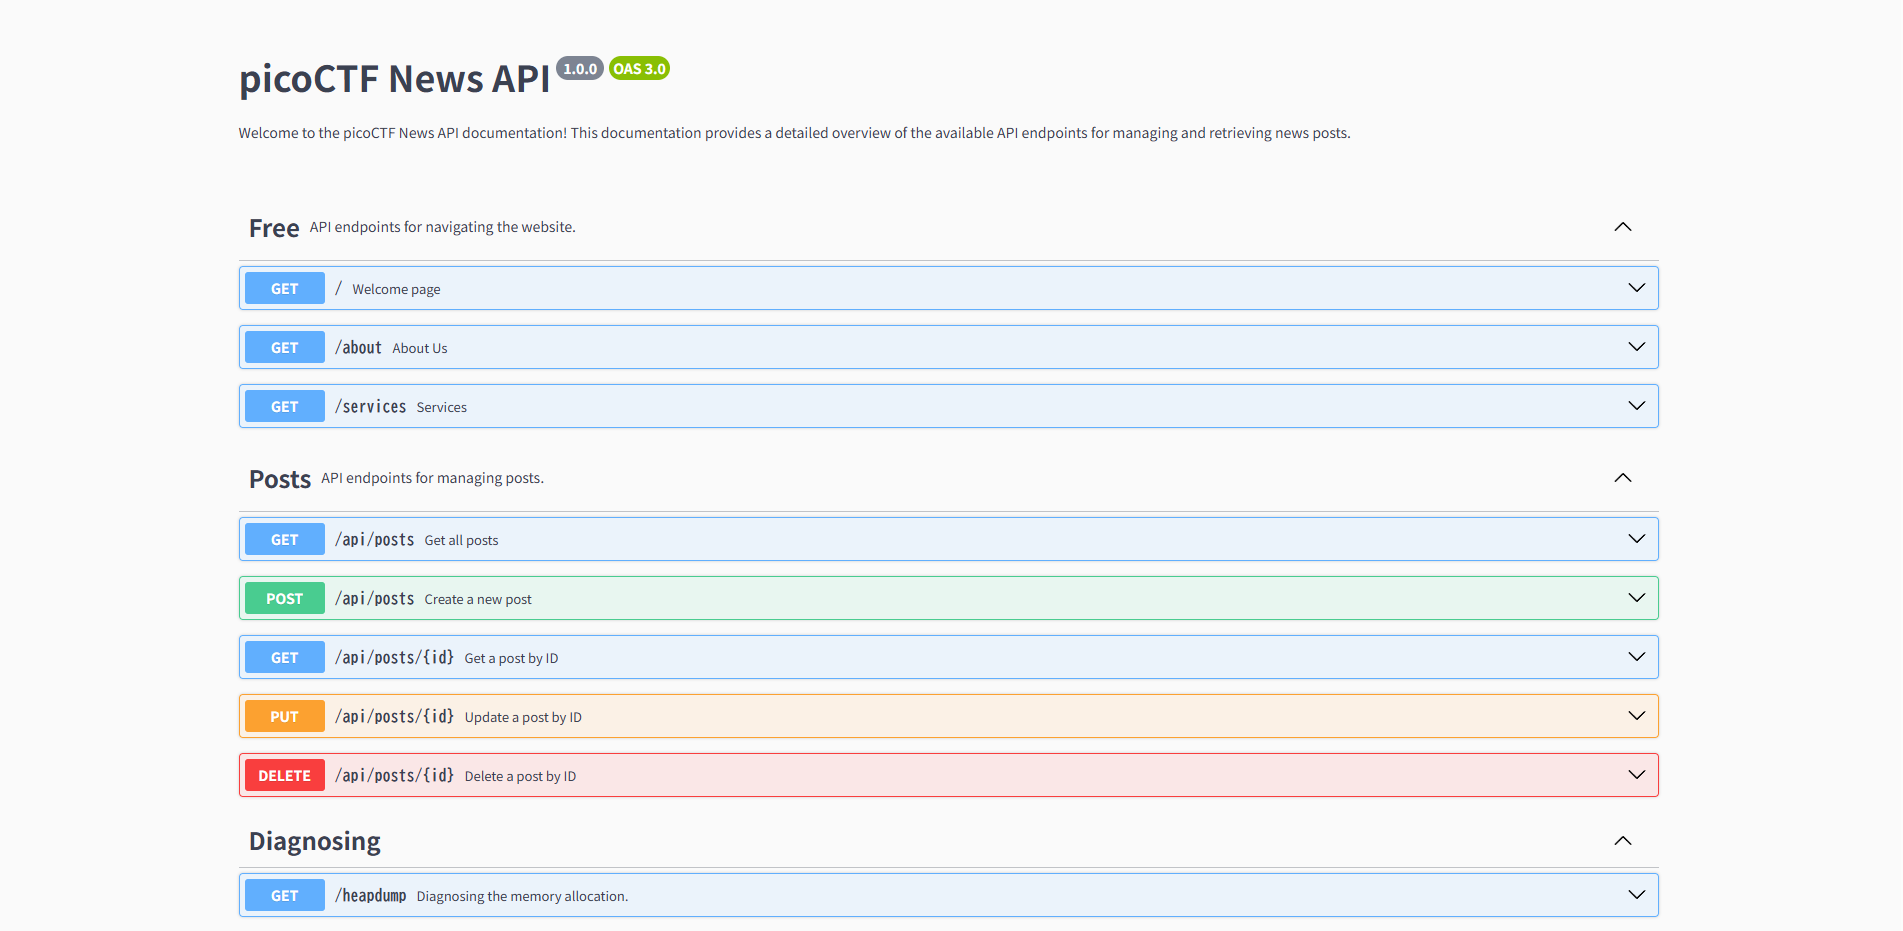 picoCTF News API 1.0.0 OAS 3.0
Welcome to the picoCTF News API documentation! This documentation provides a detailed overview of the available API endpoints for managing and retrieving news posts.
Free API endpoints for navigating the website.
GET / Welcome page
GET /about About Us
GET /services Services
Posts API endpoints for managing posts.
GET /api/posts Get all posts
POST /api/posts Create a new post
GET /api/posts/{id} Get a post by ID
PUT /api/posts/{id} Update a post by ID
DELETE /api/posts/{id} Delete a post by ID
Diagnosing
GET /heapdump Diagnosing the memory allocation.